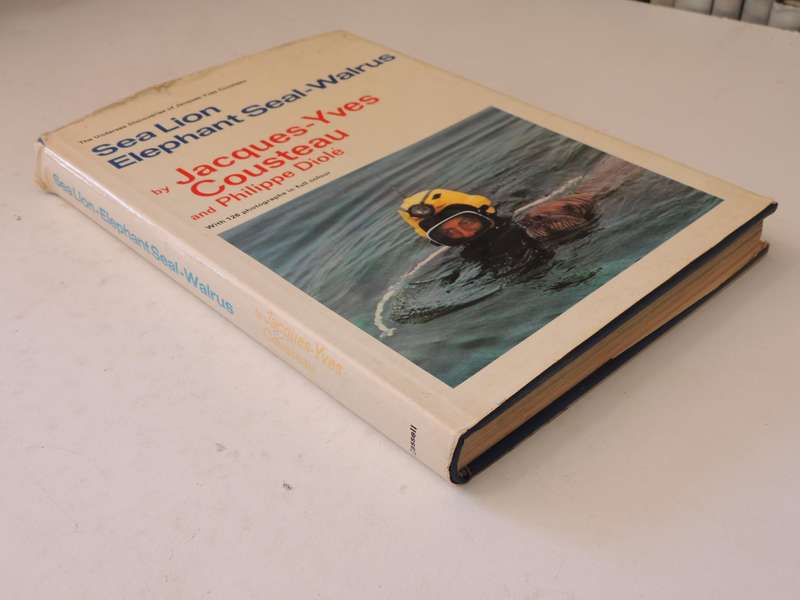 The Undersea Discoveries of Jacques-Yves Cousteau
Sea Lion
Elephant Seal-Walrus
by Jacques-Yves
Cousteau
and Philippe Diolé
With 128 photographs in full colour
Sea Lion-Elephant Seal-Walrus
by Jacques-Yves
Cousteau
Cassell